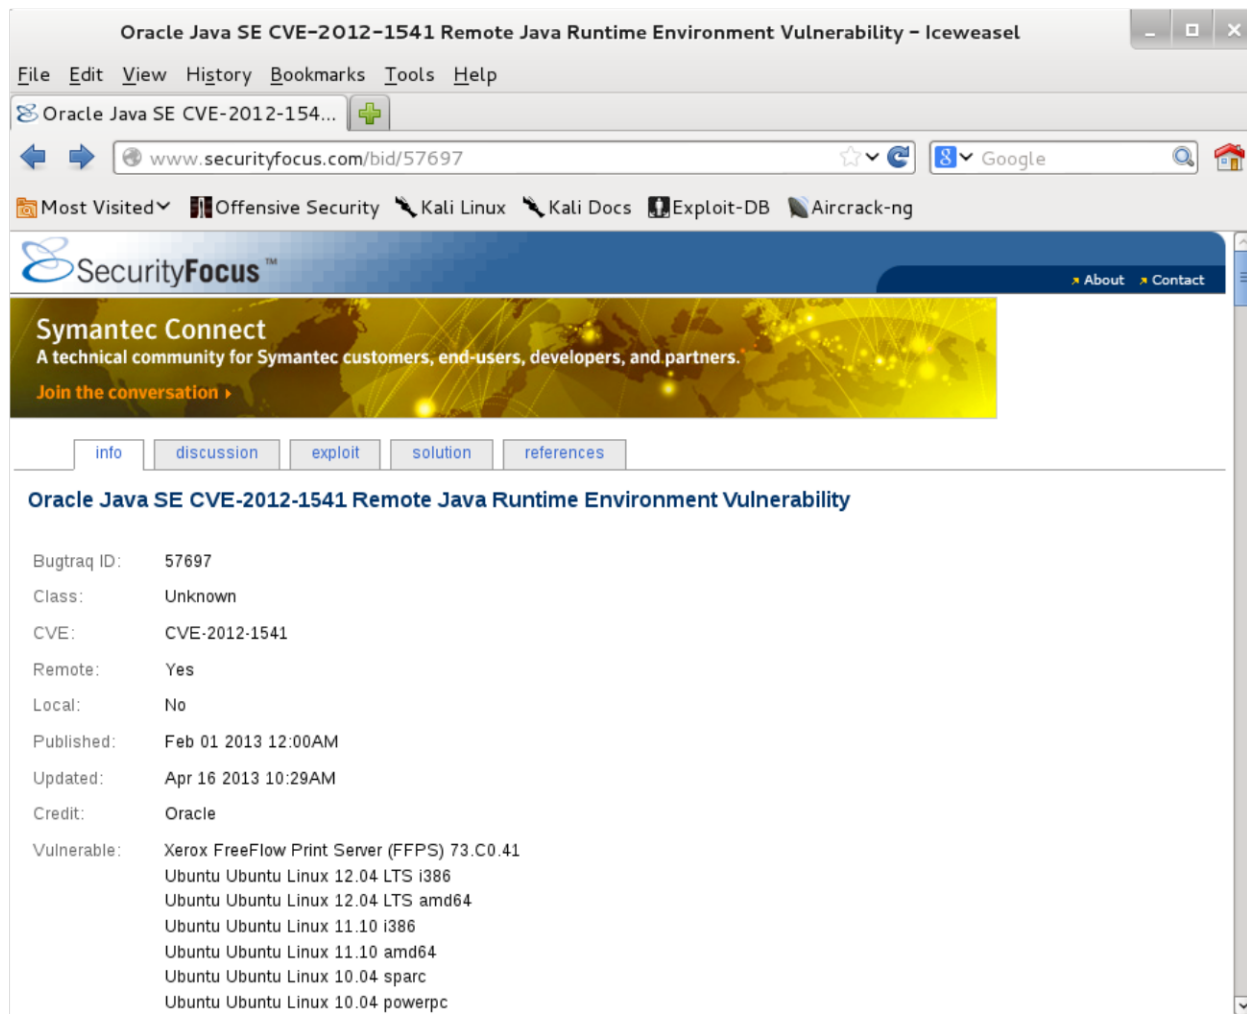 Oracle Java SE CVE-2012-1541 Remote Java Runtime Environment Vulnerability - Iceweasel
File Edit View History Bookmarks Tools Help
Oracle Java SE CVE-2012-154...
www.securityfocus.com/bid/57697
8 Google
Most Visited Offensive Security Kali Linux Kali Docs Exploit-DB Aircrack-ng
SecurityFocus™
About Contact
Symantec Connect
A technical community for Symantec customers, end-users, developers, and partners.
Join the conversation
info discussion exploit solution references
Oracle Java SE CVE-2012-1541 Remote Java Runtime Environment Vulnerability
Bugtraq ID: 57697
Class: Unknown
CVE: CVE-2012-1541
Remote: Yes
Local: No
Published: Feb 01 2013 12:00AM
Updated: Apr 16 2013 10:29AM
Credit: Oracle
Vulnerable: Xerox FreeFlow Print Server (FFPS) 73.C0.41
Ubuntu Ubuntu Linux 12.04 LTS i386
Ubuntu Ubuntu Linux 12.04 LTS amd64
Ubuntu Ubuntu Linux 11.10 i386
Ubuntu Ubuntu Linux 11.10 amd64
Ubuntu Ubuntu Linux 10.04 sparc
Ubuntu Ubuntu Linux 10.04 powerpc